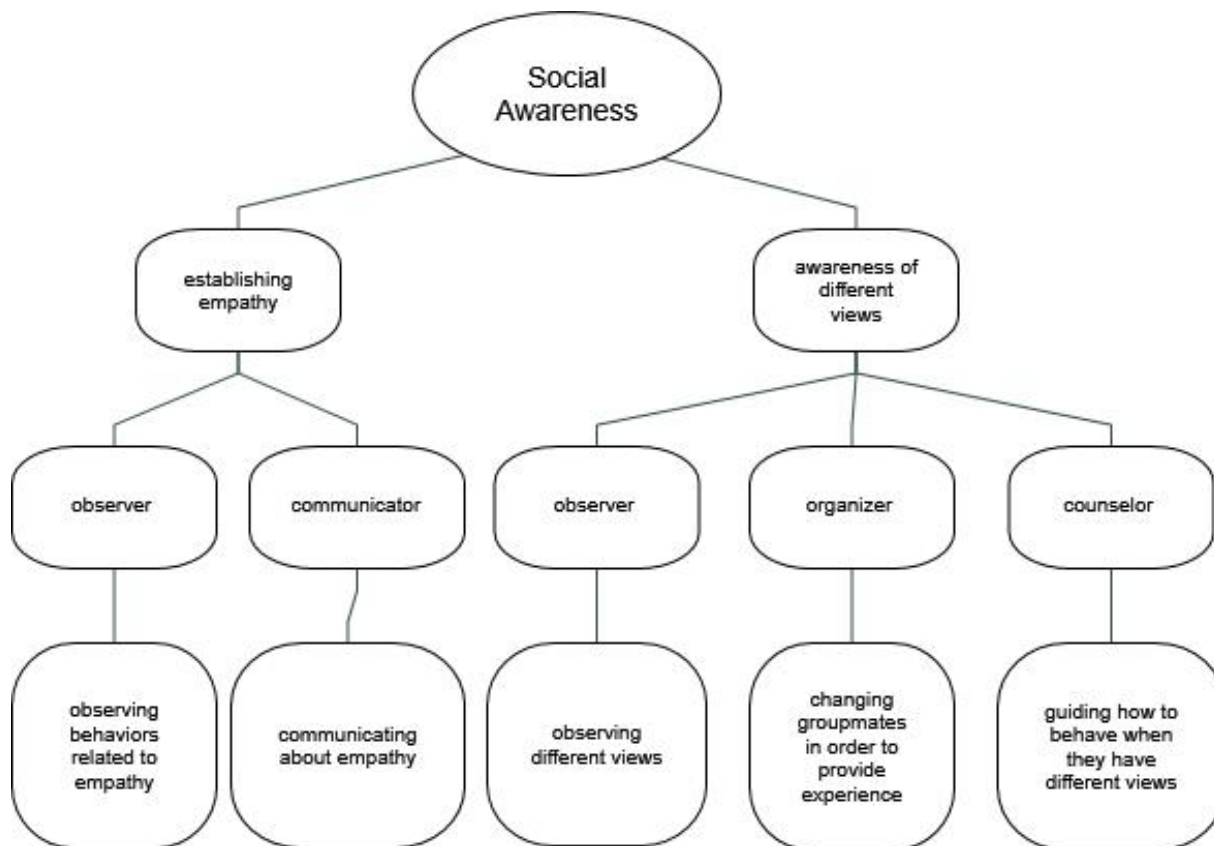 Social
Awareness
establishing
empathy
awareness of
different
views
observer
communicator
observer
organizer
counselor
observing
behaviors
related to
empathy
communicating
about empathy
observing
different views
changing
groupmates
in order to
provide
experience
guiding how to
behave when
they have
different views